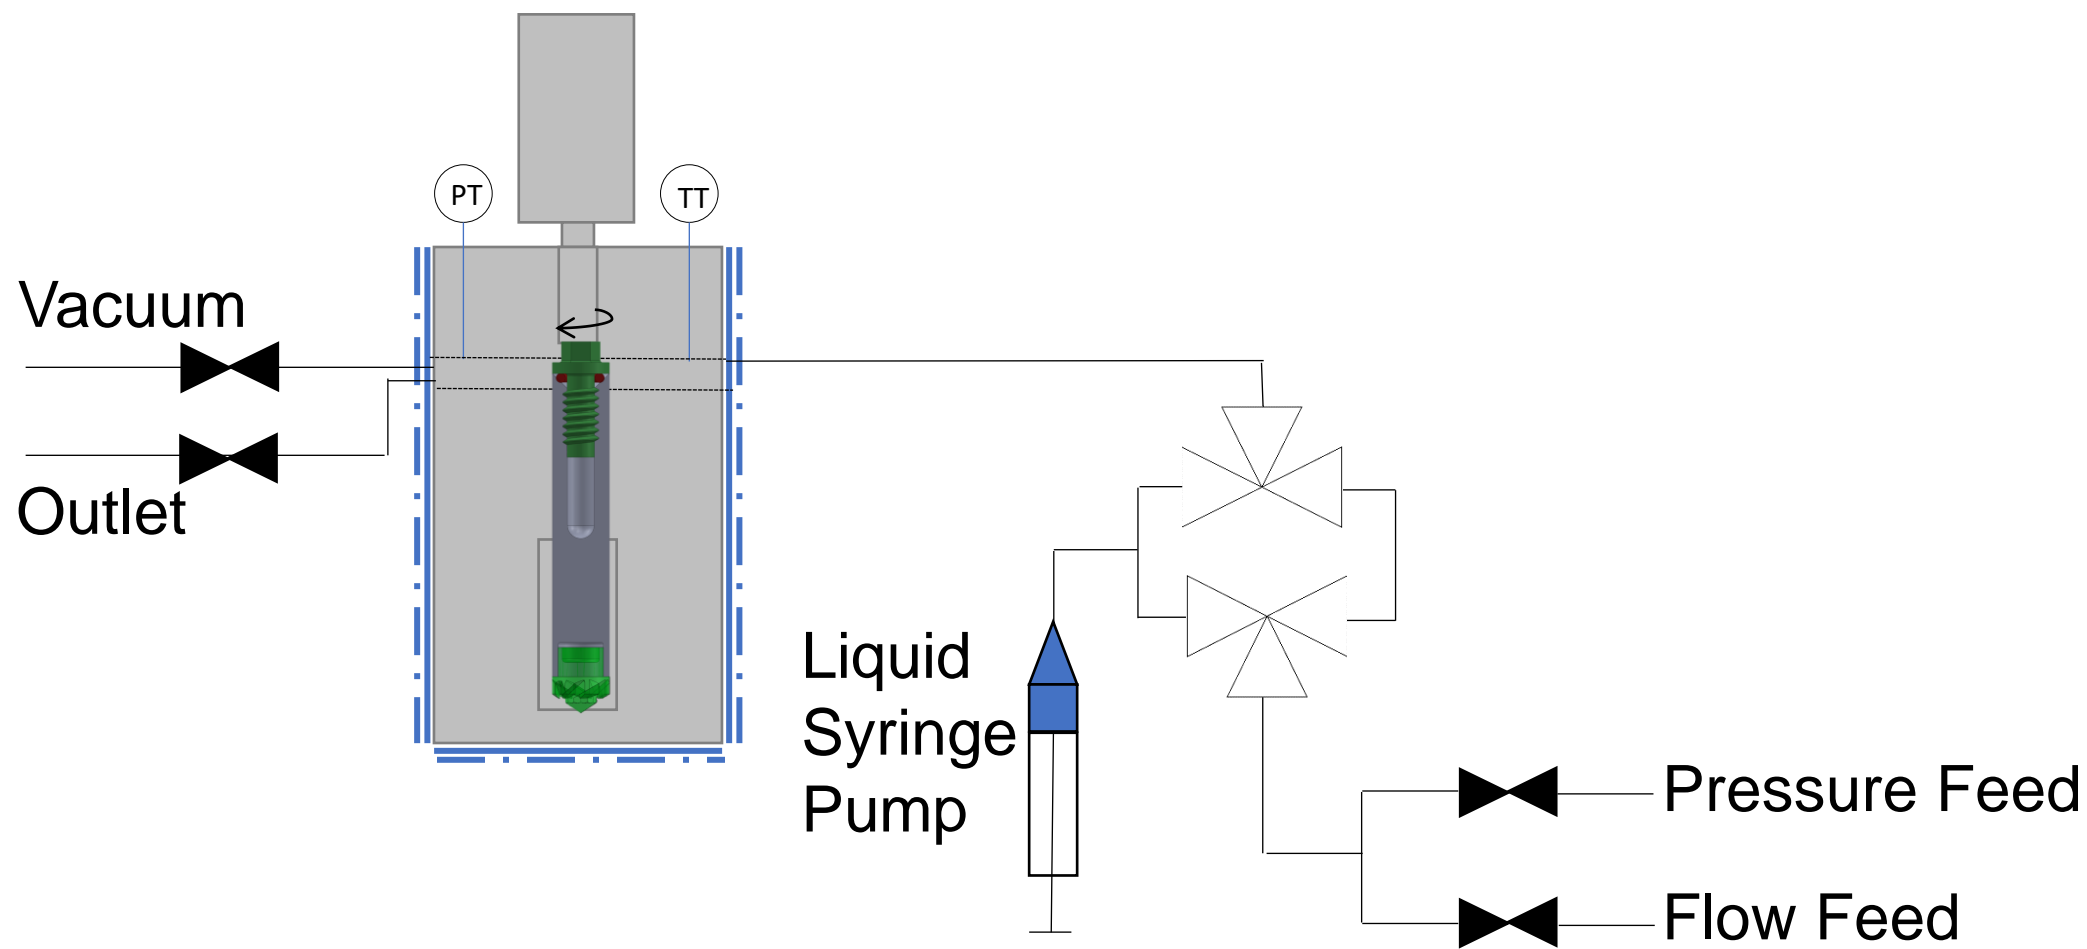 PT
TT
Vacuum
Outlet
Liquid
Syringe
Pump
Pressure Feed
Flow Feed